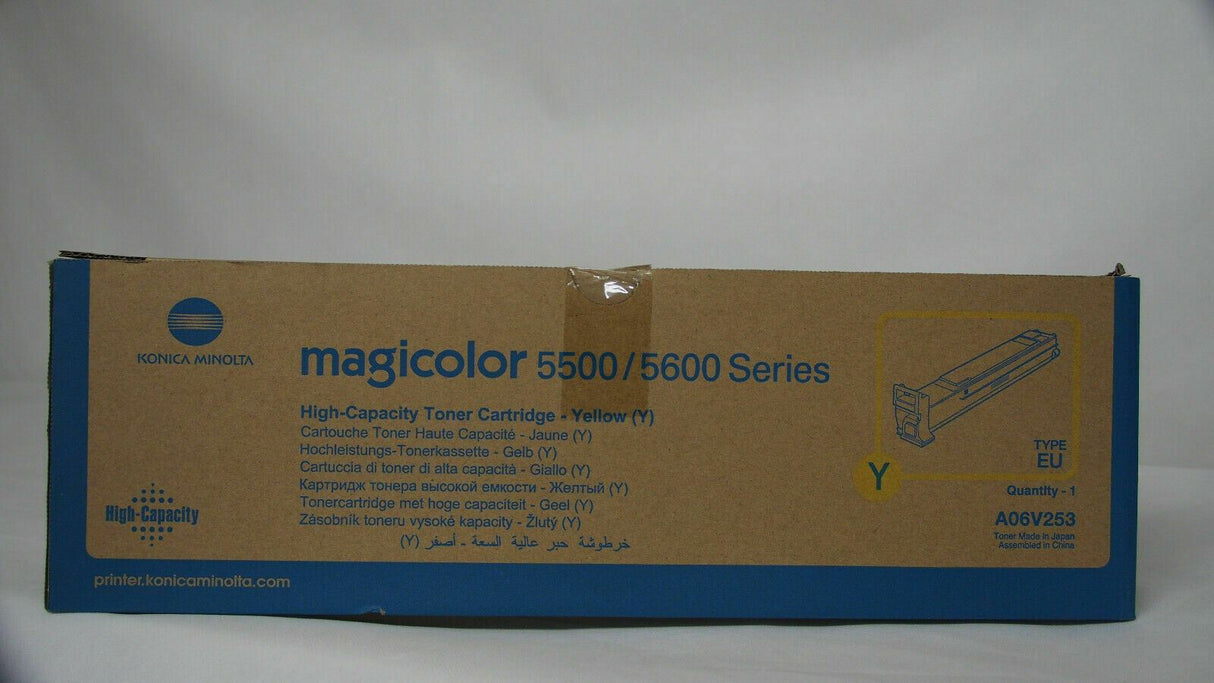 KONICA MINOLTA
magicolor 5500/5600 Series
High-Capacity Toner Cartridge - Yellow (Y)
Cartouche Toner Haute Capacité - Jaune (Y)
Hochleistungs-Tonerkassette - Gelb (Y)
Cartuccia di toner di alta capacità - Giallo (Y)
Картридж тонера высокой емкости - Желтый (Y)
Tonercartridge met hoge capaciteit - Geel (Y)
Zásobník toneru vysoké kapacity - Žlutý (Y)
خرطوشة حبر عالية السعة - أصفر (Y)
High-Capacity
printer.konicaminolta.com
TYPE
EU
Y
Quantity - 1
A06V253
Toner Made in Japan
Assembled in China